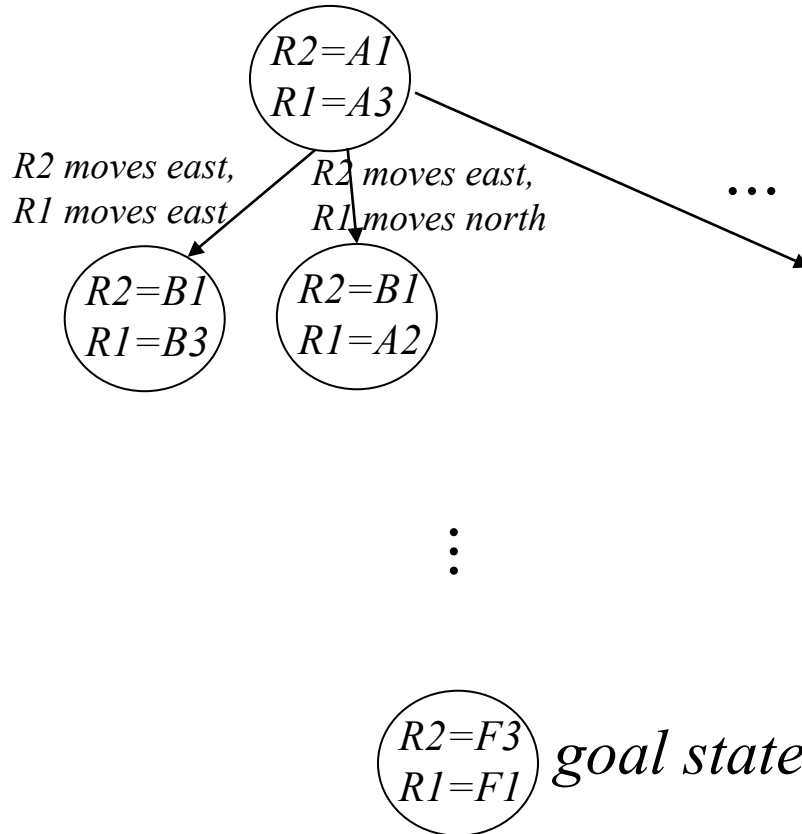 R2=A1
R1=A3
R2 moves east,
R1 moves east
R2 moves east,
R1 moves north
...
R2=B1
R1=B3
R2=B1
R1=A2
⋮
R2=F3
R1=F1
goal state